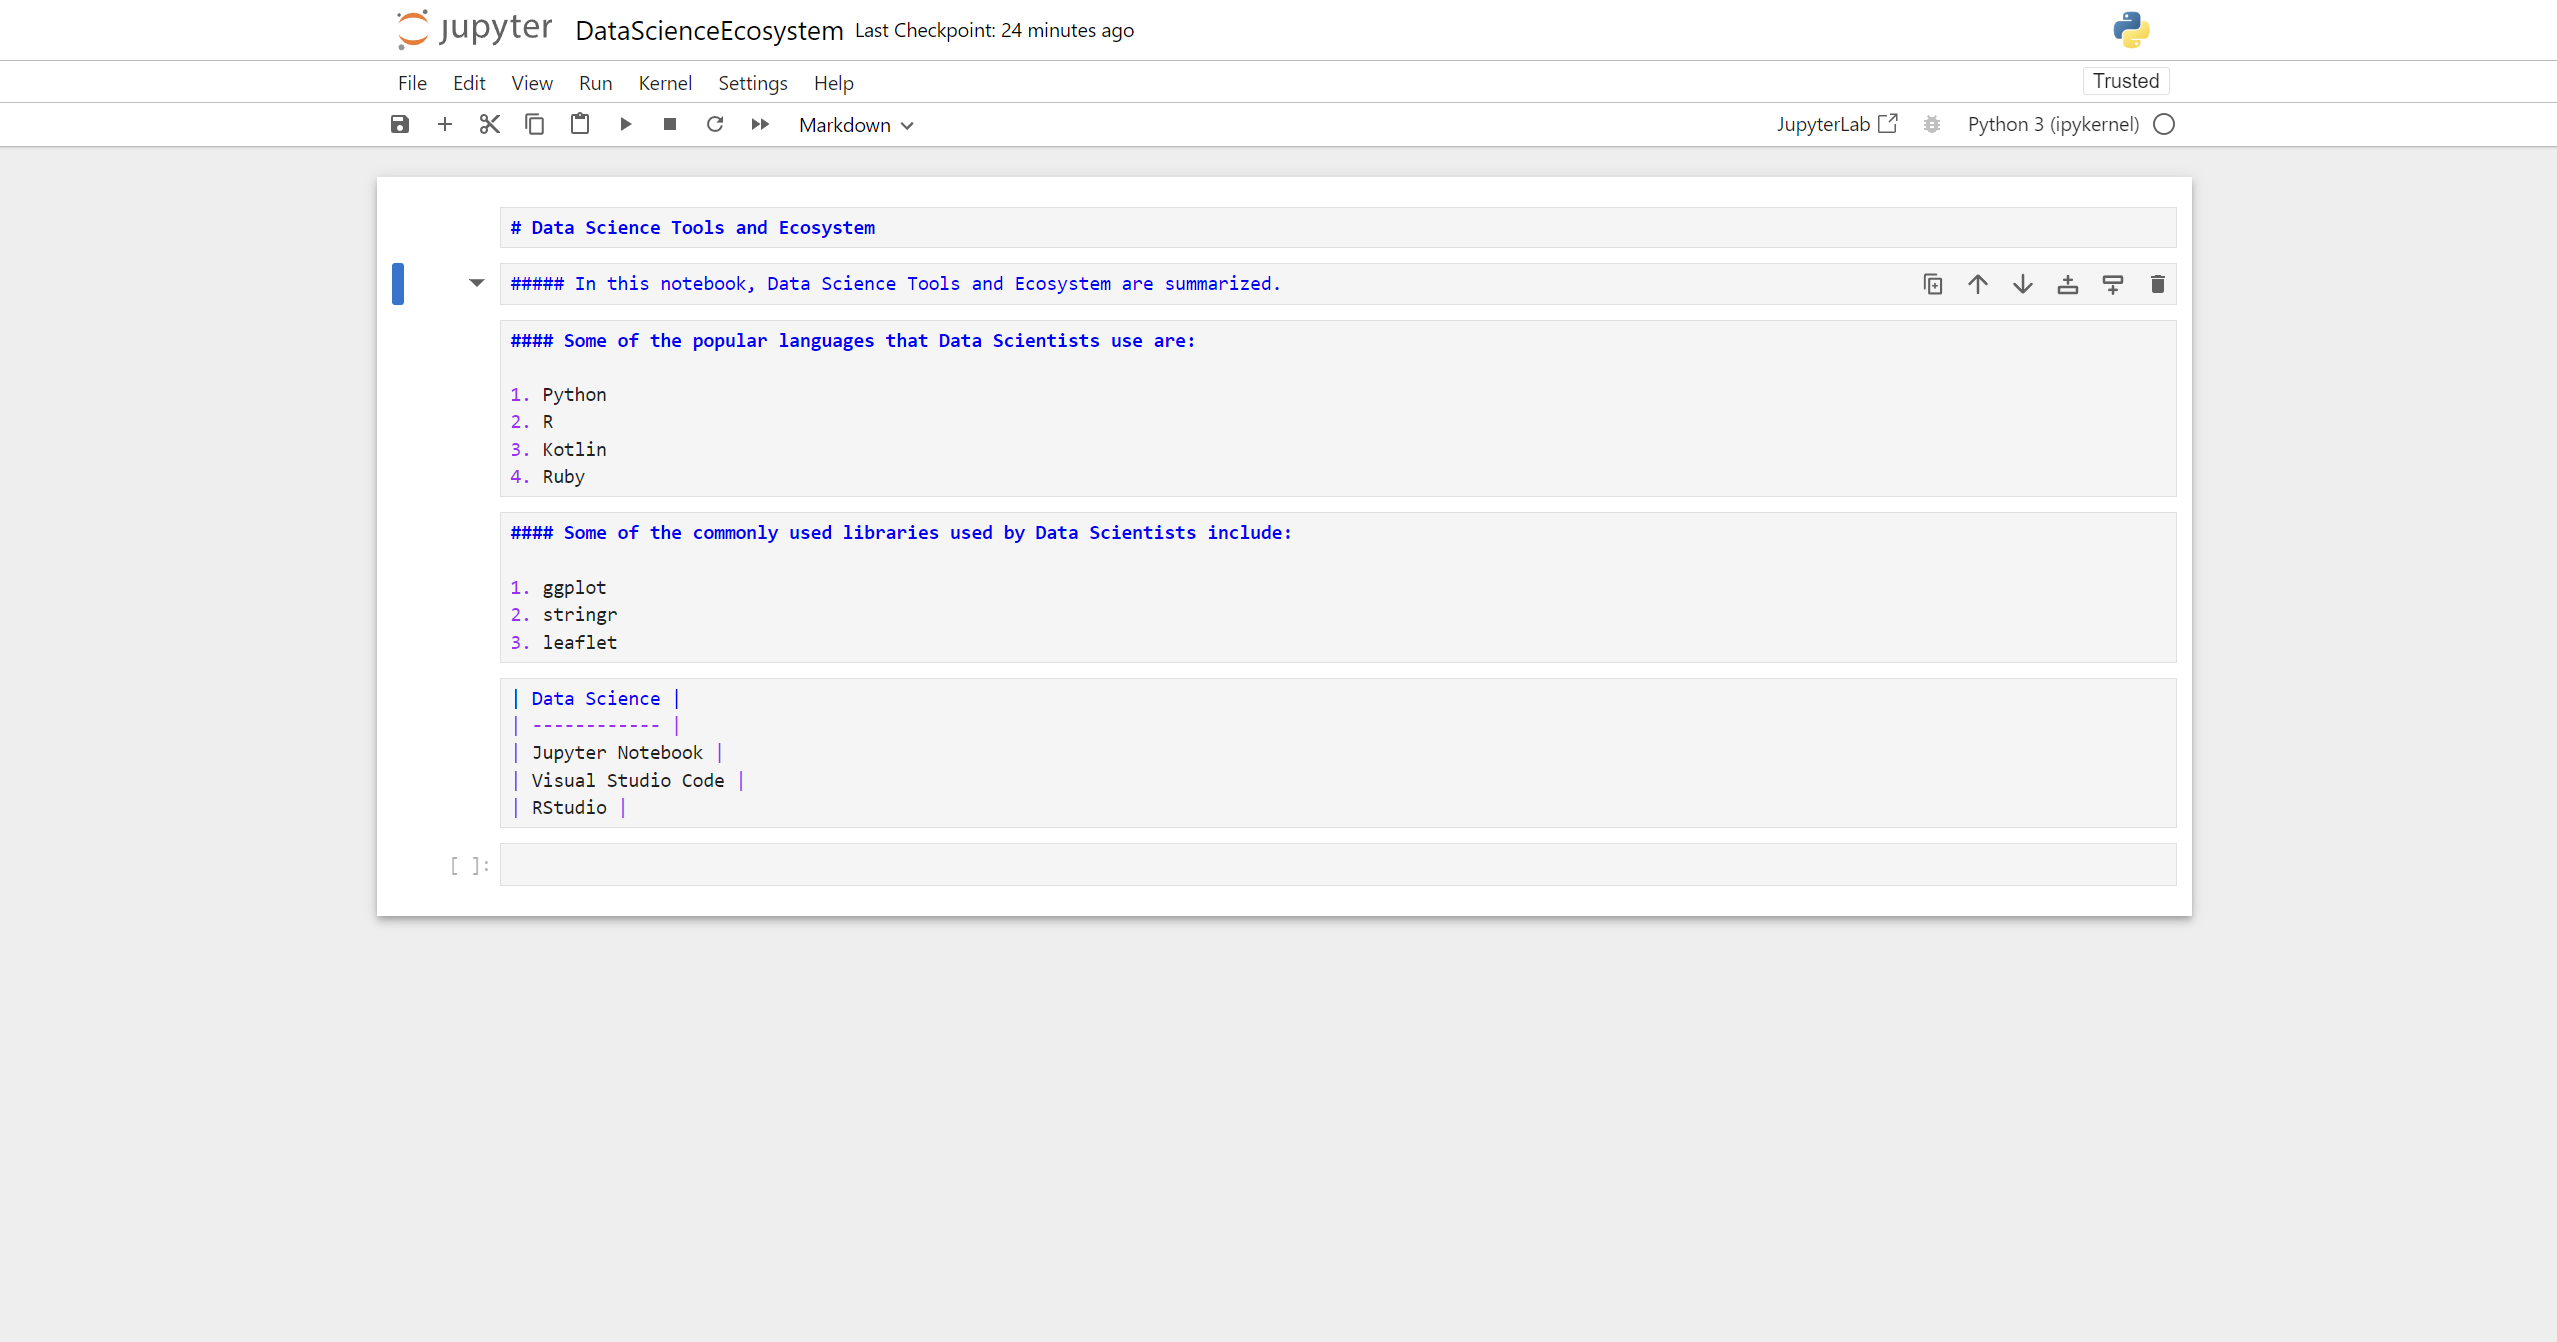 jupyter DataScienceEcosystem Last Checkpoint: 24 minutes ago
File Edit View Run Kernel Settings Help Trusted
Markdown JupyterLab Python 3 (ipykernel)
# Data Science Tools and Ecosystem
##### In this notebook, Data Science Tools and Ecosystem are summarized.
#### Some of the popular languages that Data Scientists use are:
1. Python
2. R
3. Kotlin
4. Ruby
#### Some of the commonly used libraries used by Data Scientists include:
1. ggplot
2. stringr
3. leaflet
| Data Science |
| ------------ |
| Jupyter Notebook |
| Visual Studio Code |
| RStudio |
[ ]: